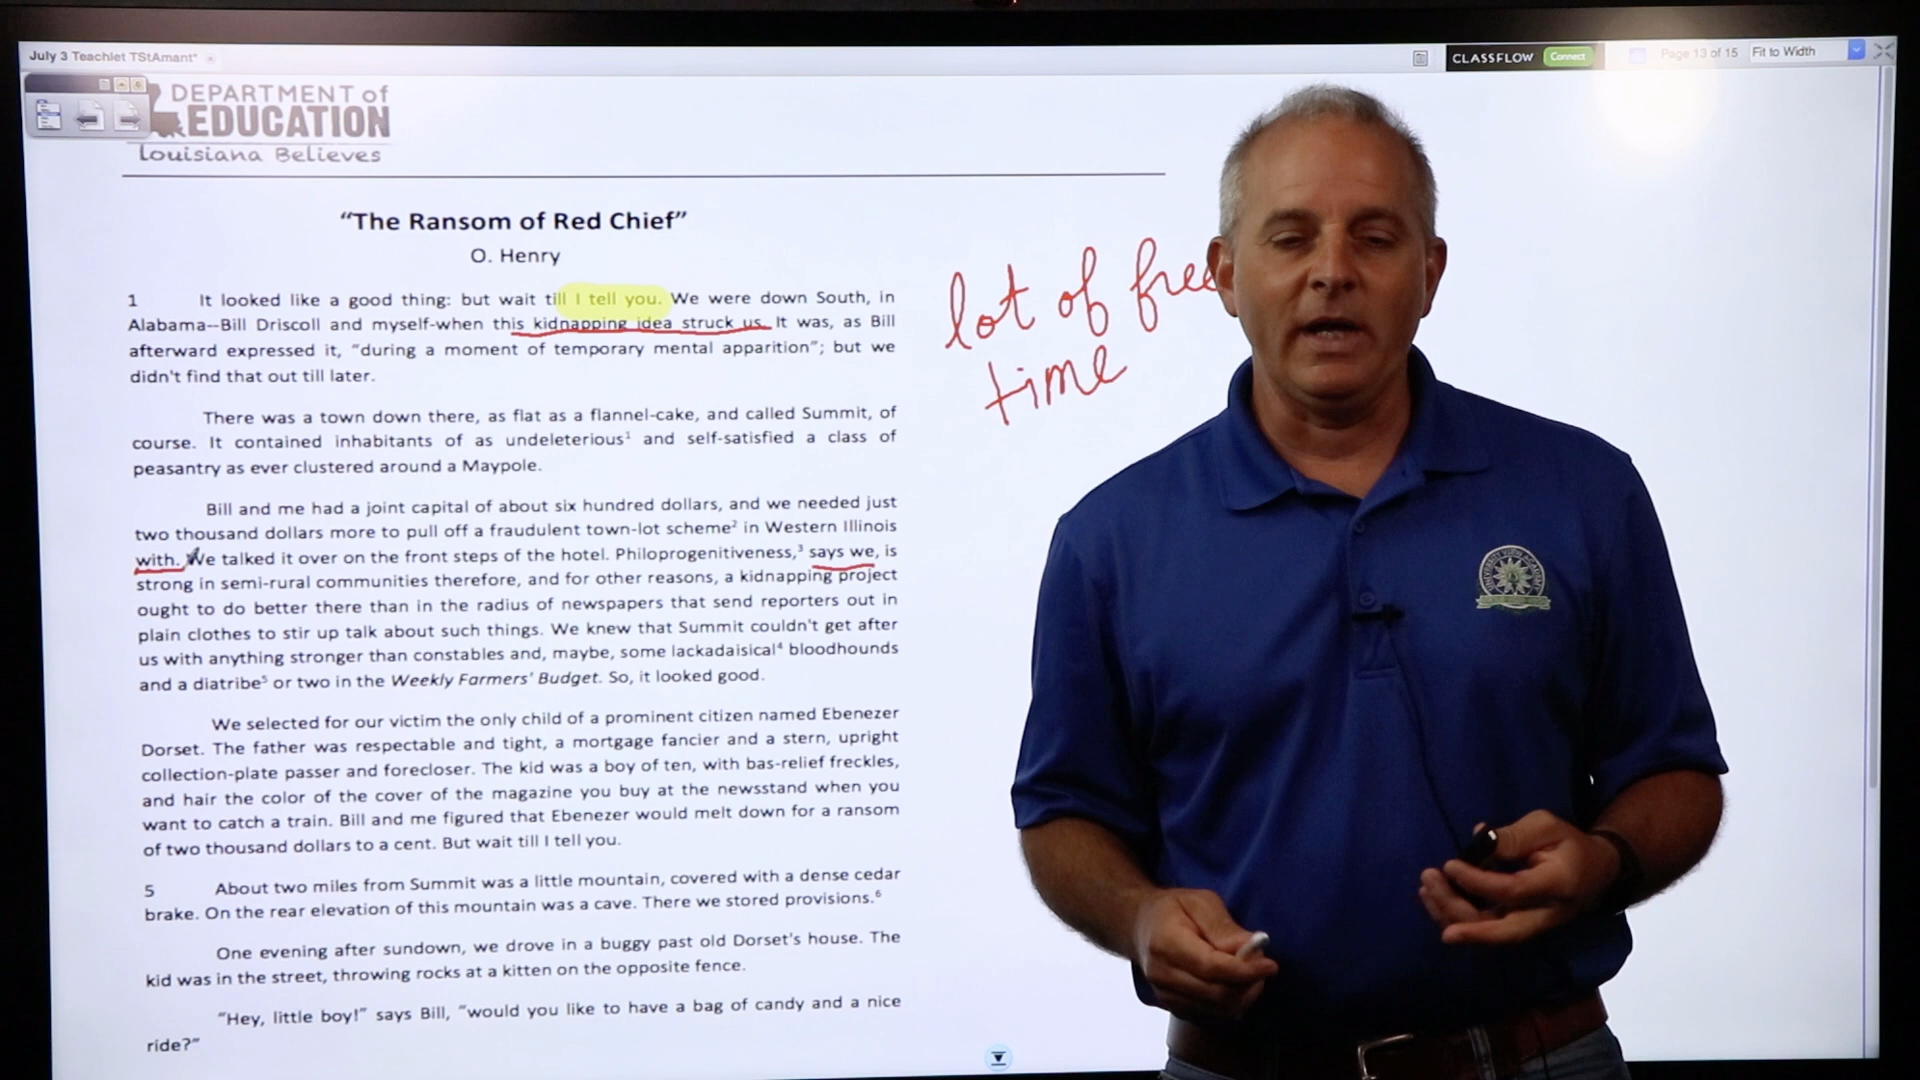 July 3 Teachlet TStAmant*
CLASSFLOW Connect Page 13 of 15 Fit to Width
DEPARTMENT of
EDUCATION
Louisiana Believes
“The Ransom of Red Chief”
O. Henry
1 It looked like a good thing: but wait till I tell you. We were down South, in
Alabama--Bill Driscoll and myself-when this kidnapping idea struck us. It was, as Bill
afterward expressed it, “during a moment of temporary mental apparition”; but we
didn't find that out till later.
There was a town down there, as flat as a flannel-cake, and called Summit, of
course. It contained inhabitants of as undeleterious¹ and self-satisfied a class of
peasantry as ever clustered around a Maypole.
Bill and me had a joint capital of about six hundred dollars, and we needed just
two thousand dollars more to pull off a fraudulent town-lot scheme² in Western Illinois
with. We talked it over on the front steps of the hotel. Philoprogenitiveness,³ says we, is
strong in semi-rural communities therefore, and for other reasons, a kidnapping project
ought to do better there than in the radius of newspapers that send reporters out in
plain clothes to stir up talk about such things. We knew that Summit couldn't get after
us with anything stronger than constables and, maybe, some lackadaisical⁴ bloodhounds
and a diatribe⁵ or two in the Weekly Farmers' Budget. So, it looked good.
We selected for our victim the only child of a prominent citizen named Ebenezer
Dorset. The father was respectable and tight, a mortgage fancier and a stern, upright
collection-plate passer and forecloser. The kid was a boy of ten, with bas-relief freckles,
and hair the color of the cover of the magazine you buy at the newsstand when you
want to catch a train. Bill and me figured that Ebenezer would melt down for a ransom
of two thousand dollars to a cent. But wait till I tell you.
5 About two miles from Summit was a little mountain, covered with a dense cedar
brake. On the rear elevation of this mountain was a cave. There we stored provisions.⁶
One evening after sundown, we drove in a buggy past old Dorset's house. The
kid was in the street, throwing rocks at a kitten on the opposite fence.
“Hey, little boy!” says Bill, “would you like to have a bag of candy and a nice
ride?”
lot of free
time